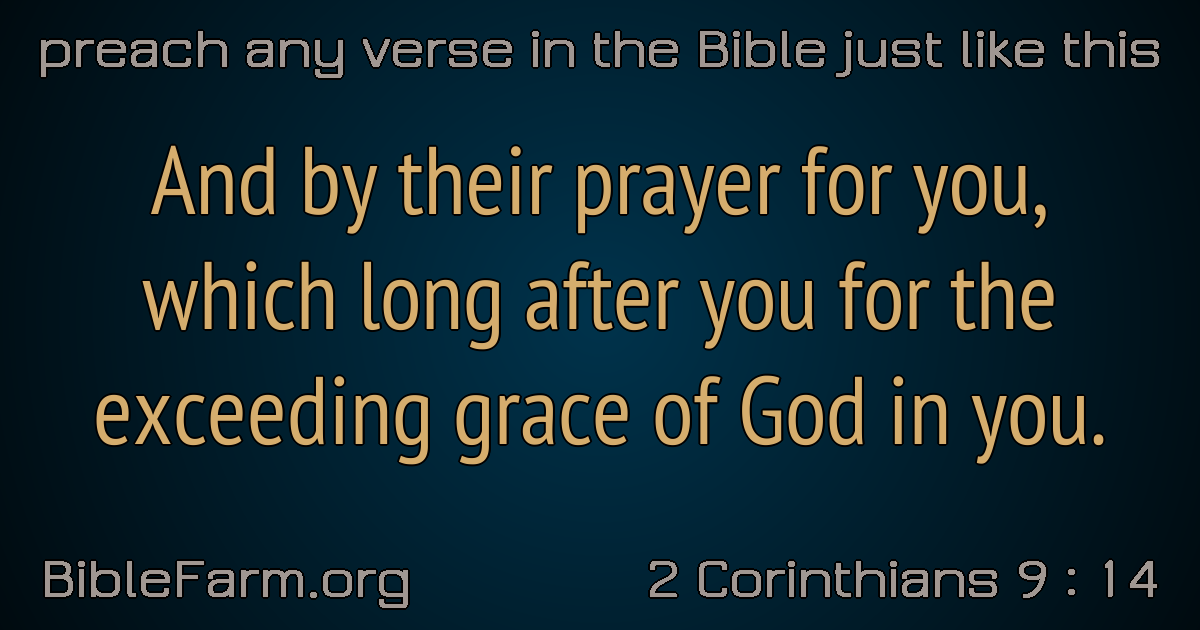 preach any verse in the Bible just like this
And by their prayer for you,
which long after you for the
exceeding grace of God in you.
BibleFarm.org
2 Corinthians 9 : 14